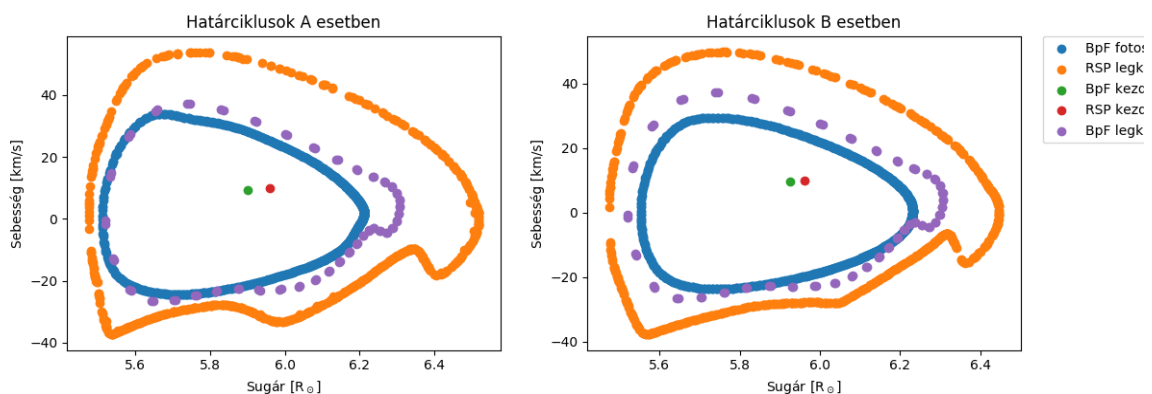 Határciklusok A esetben
Sebesség [km/s]
40
20
0
−20
−40
5.6
5.8
6.0
6.2
6.4
Sugár [R⊙]
Határciklusok B esetben
Sebesség [km/s]
40
20
0
−20
−40
5.6
5.8
6.0
6.2
6.4
Sugár [R⊙]
BpF fotos
RSP legk
BpF kezd
RSP kezd
BpF legk